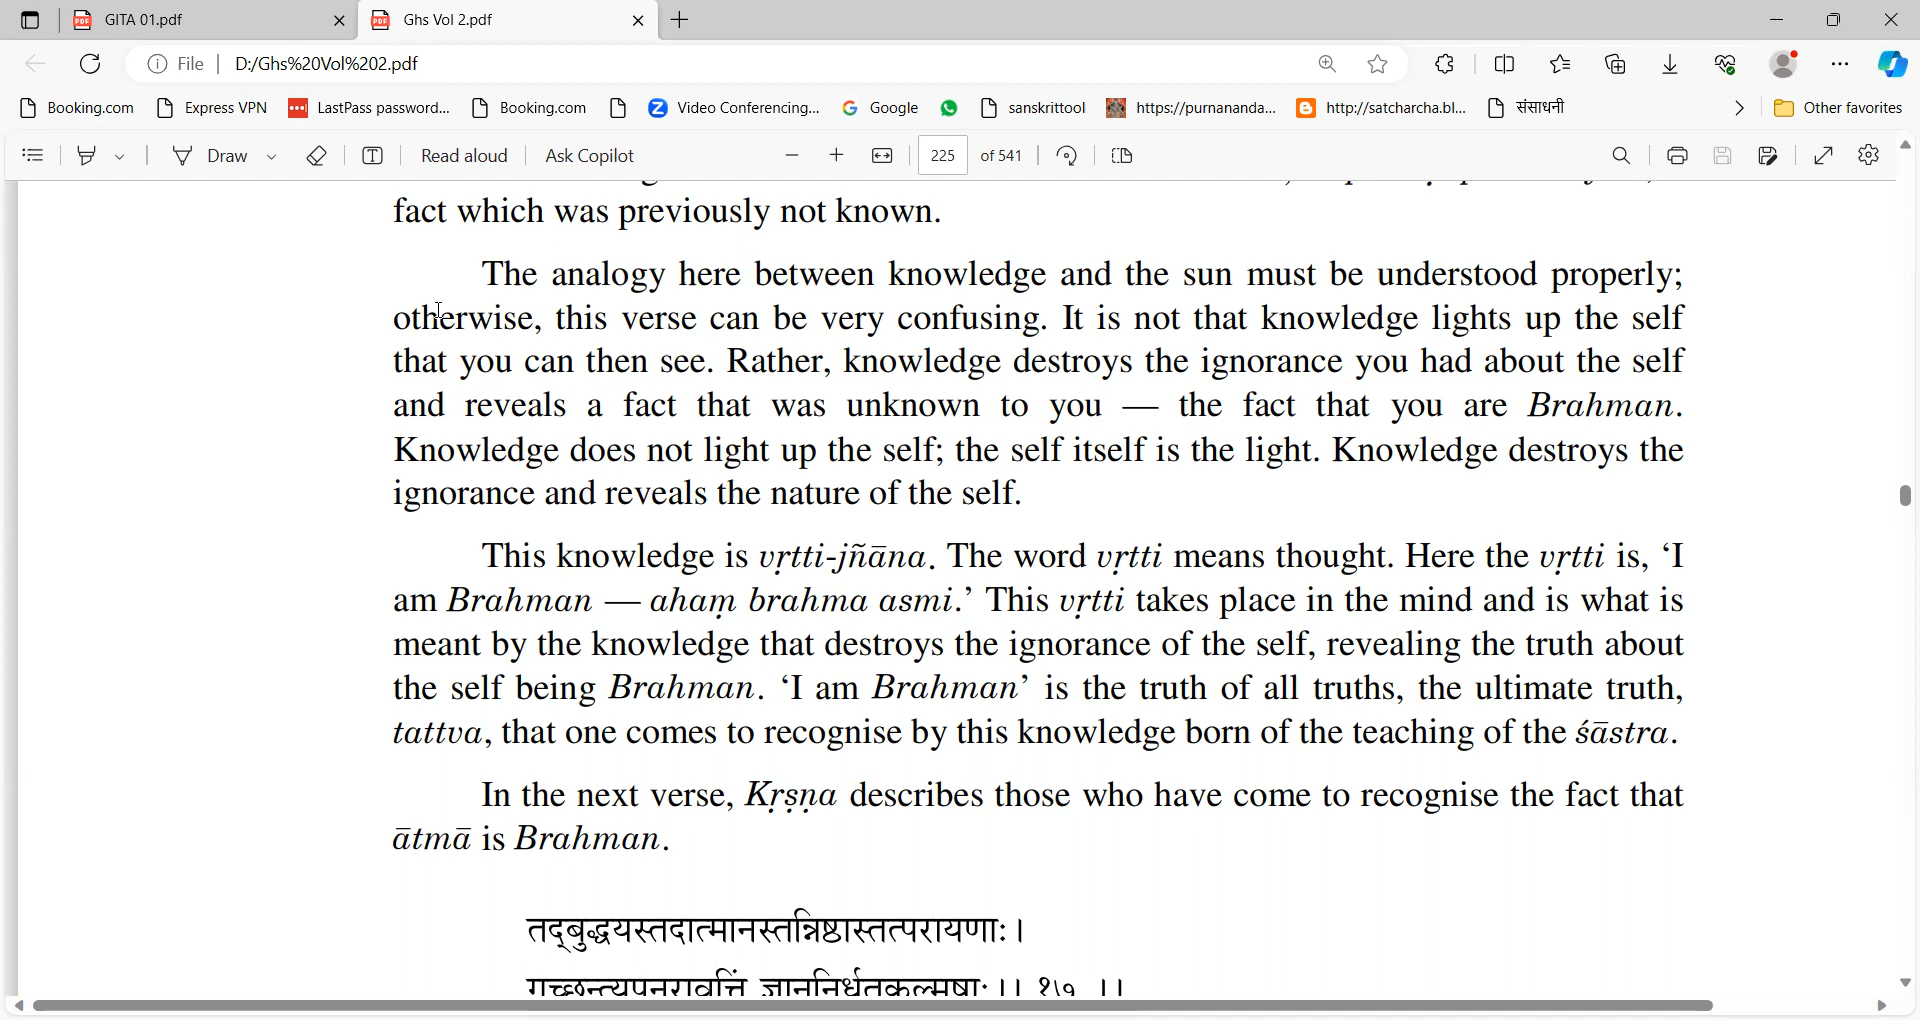 GITA 01.pdf
Ghs Vol 2.pdf
File
D:/Ghs%20Vol%202.pdf
Booking.com
Express VPN
LastPass password...
Booking.com
Video Conferencing...
Google
sanskrittool
https://purnananda...
http://satcharcha.bl...
संसाधनी
Other favorites
Draw
Read aloud
Ask Copilot
225
of 541
fact which was previously not known.
The analogy here between knowledge and the sun must be understood properly;
otherwise, this verse can be very confusing. It is not that knowledge lights up the self
that you can then see. Rather, knowledge destroys the ignorance you had about the self
and reveals a fact that was unknown to you — the fact that you are Brahman.
Knowledge does not light up the self; the self itself is the light. Knowledge destroys the
ignorance and reveals the nature of the self.
This knowledge is vṛtti-jñāna. The word vṛtti means thought. Here the vṛtti is, ‘I
am Brahman — ahaṃ brahma asmi.’ This vṛtti takes place in the mind and is what is
meant by the knowledge that destroys the ignorance of the self, revealing the truth about
the self being Brahman. ‘I am Brahman’ is the truth of all truths, the ultimate truth,
tattva, that one comes to recognise by this knowledge born of the teaching of the śāstra.
In the next verse, Kṛṣṇa describes those who have come to recognise the fact that
ātmā is Brahman.
तद्बुद्धयस्तदात्मानस्तन्निष्ठास्तत्परायणाः ।
गच्छन्त्यपुनरावृत्तिं ज्ञाननिर्धूतकल्मषाः ।। १७ ।।